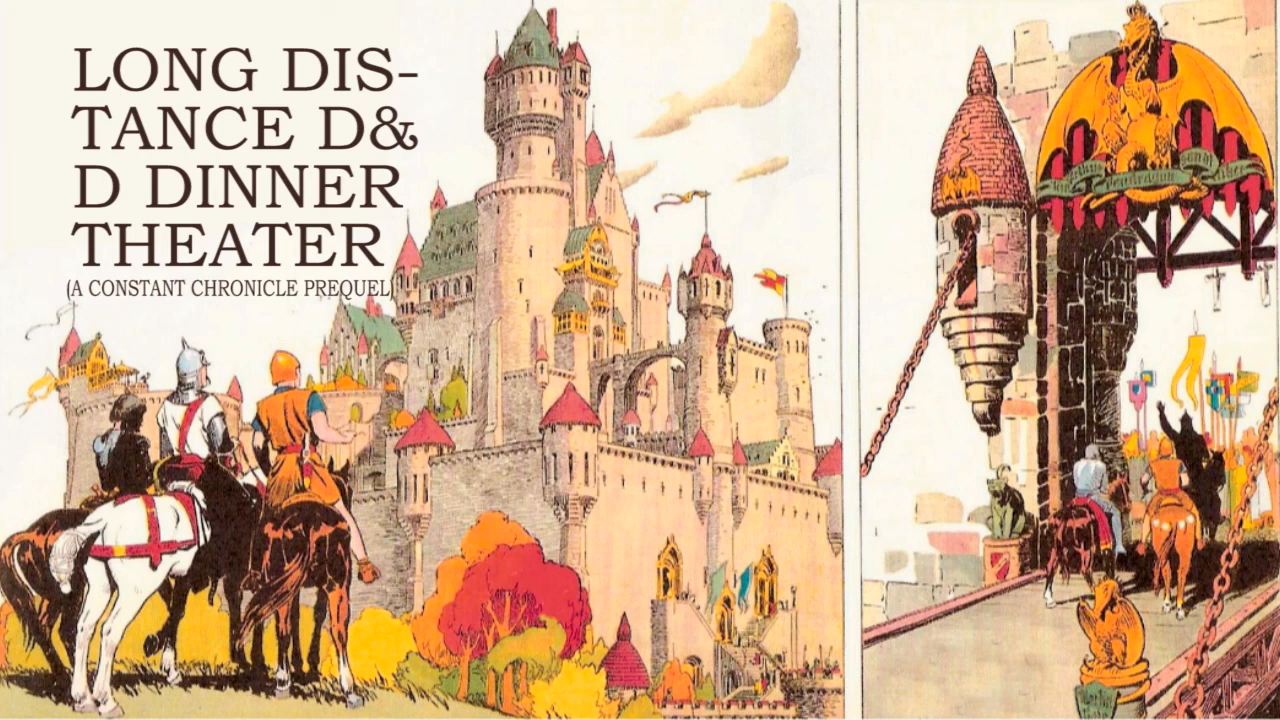 LONG DIS-
TANCE D&
D DINNER
THEATER
(A CONSTANT CHRONICLE PREQUEL)